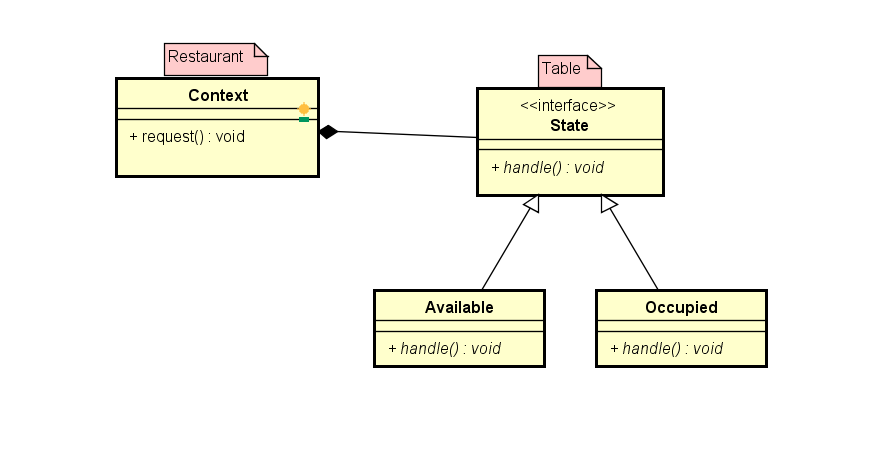 Restaurant
Context
+ request() : void
Table
<<interface>>
State
+ handle() : void
Available
+ handle() : void
Occupied
+ handle() : void